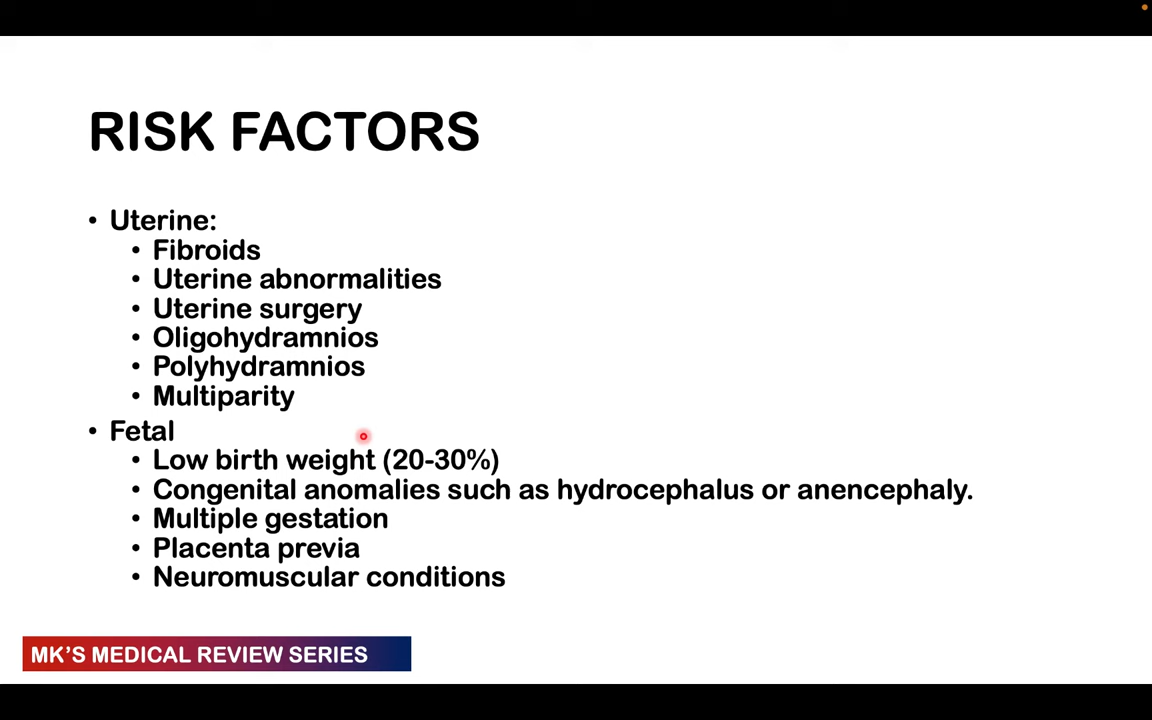 RISK FACTORS
• Uterine:
• Fibroids
• Uterine abnormalities
• Uterine surgery
• Oligohydramnios
• Polyhydramnios
• Multiparity
• Fetal
• Low birth weight (20-30%)
• Congenital anomalies such as hydrocephalus or anencephaly.
• Multiple gestation
• Placenta previa
• Neuromuscular conditions
MK'S MEDICAL REVIEW SERIES